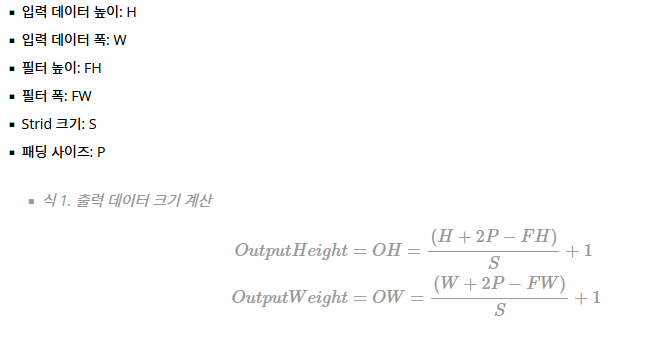 ▪ 입력 데이터 높이: H
▪ 입력 데이터 폭: W
▪ 필터 높이: FH
▪ 필터 폭: FW
▪ Strid 크기: S
▪ 패딩 사이즈: P
▪ 식 1. 출력 데이터 크기 계산
OutputHeight = OH = (H + 2P − FH) / S + 1
OutputWeight = OW = (W + 2P − FW) / S + 1